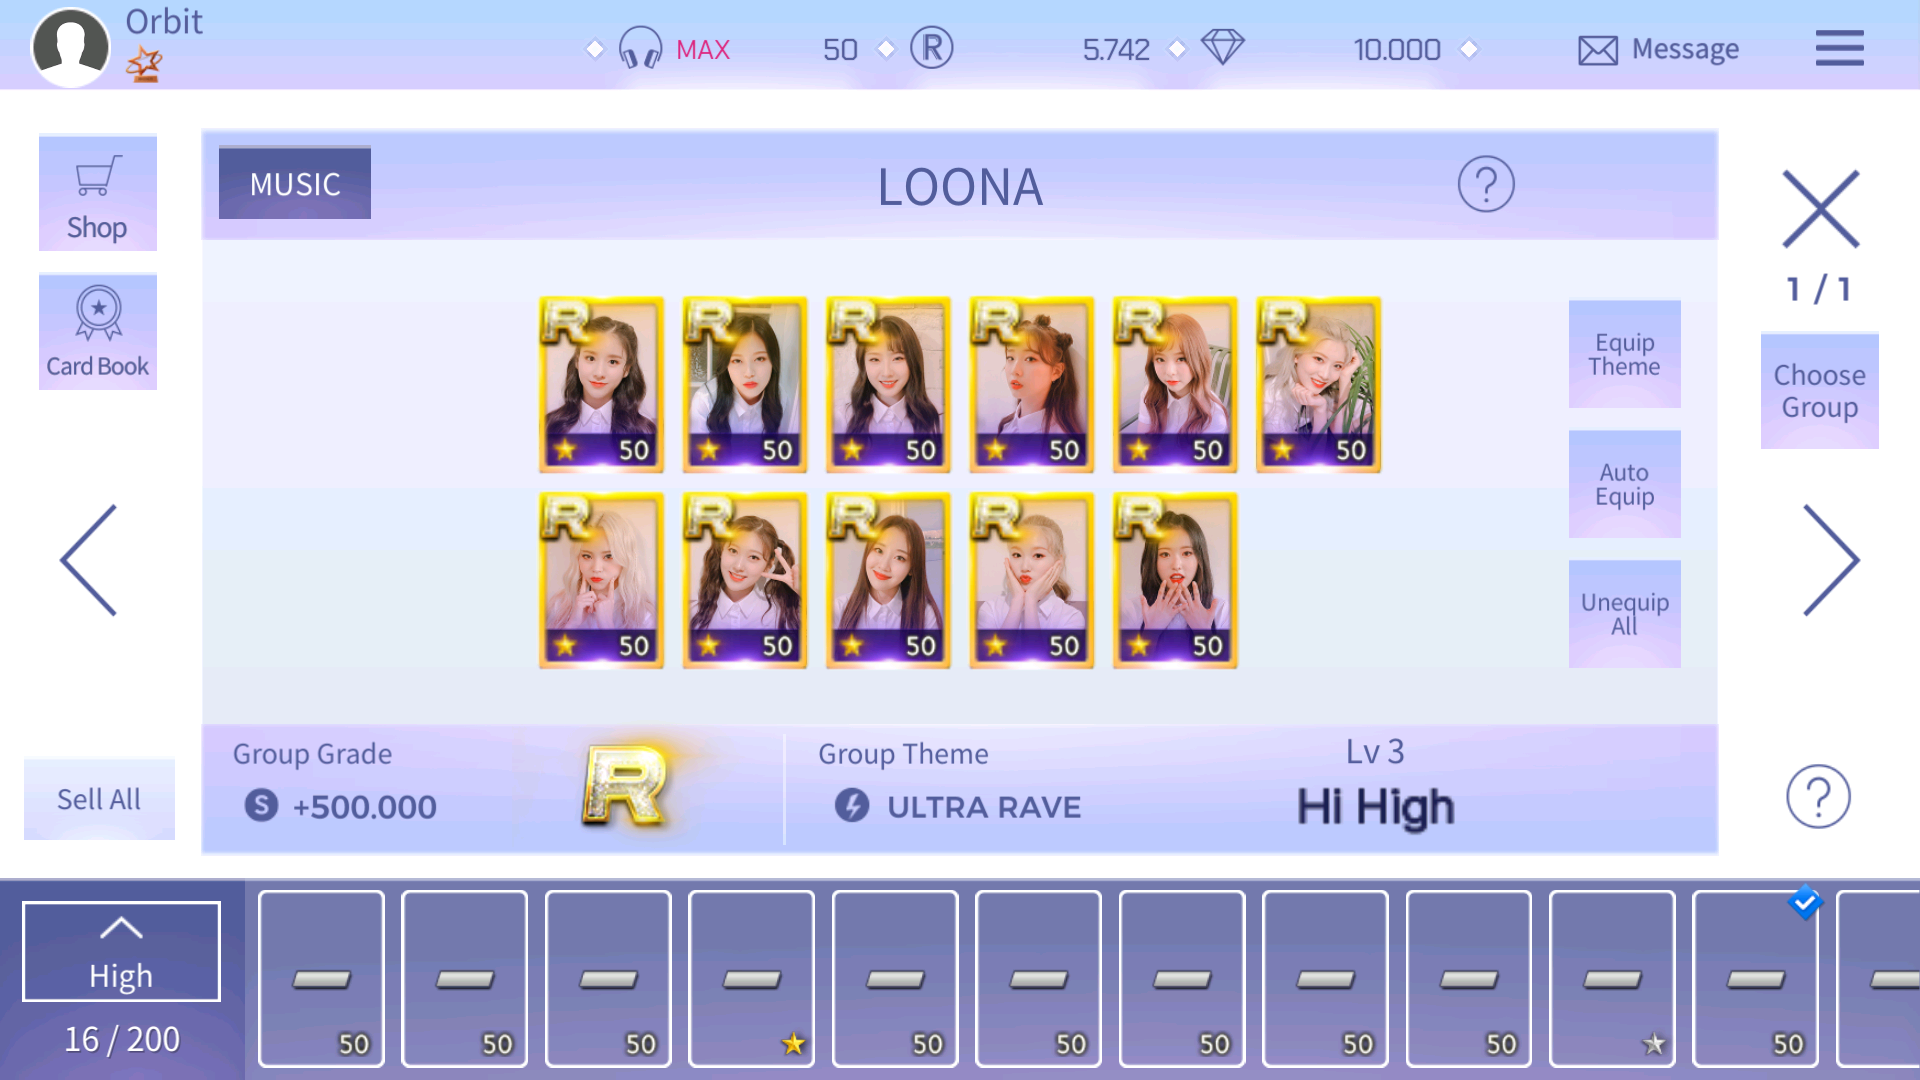 Orbit
MAX
50
R
5.742
10.000
Message
Shop
Card Book
MUSIC
LOONA
?
1 / 1
Choose
Group
Equip
Theme
Auto
Equip
Unequip
All
R R R R R R
50 50 50 50 50 50
R R R R R
50 50 50 50 50
Group Grade
S +500.000
R
Group Theme
ULTRA RAVE
Lv 3
Hi High
Sell All
?
High
16 / 200
50 50 50 50 50 50 50 50 50